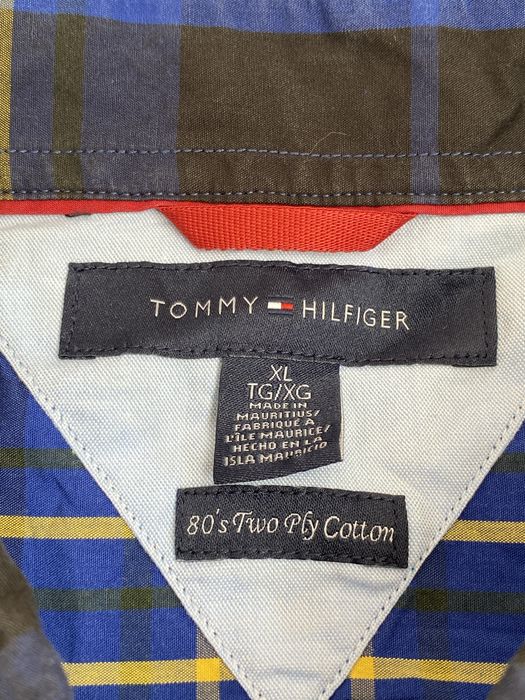 TOMMY HILFIGER
XL
TG/XG
MADE IN
MAURITIUS/
FABRIQUÉ A
L'ÎLE MAURICE/
HECHO EN LA
ISLA MAURICIO
80's Two Ply Cotton